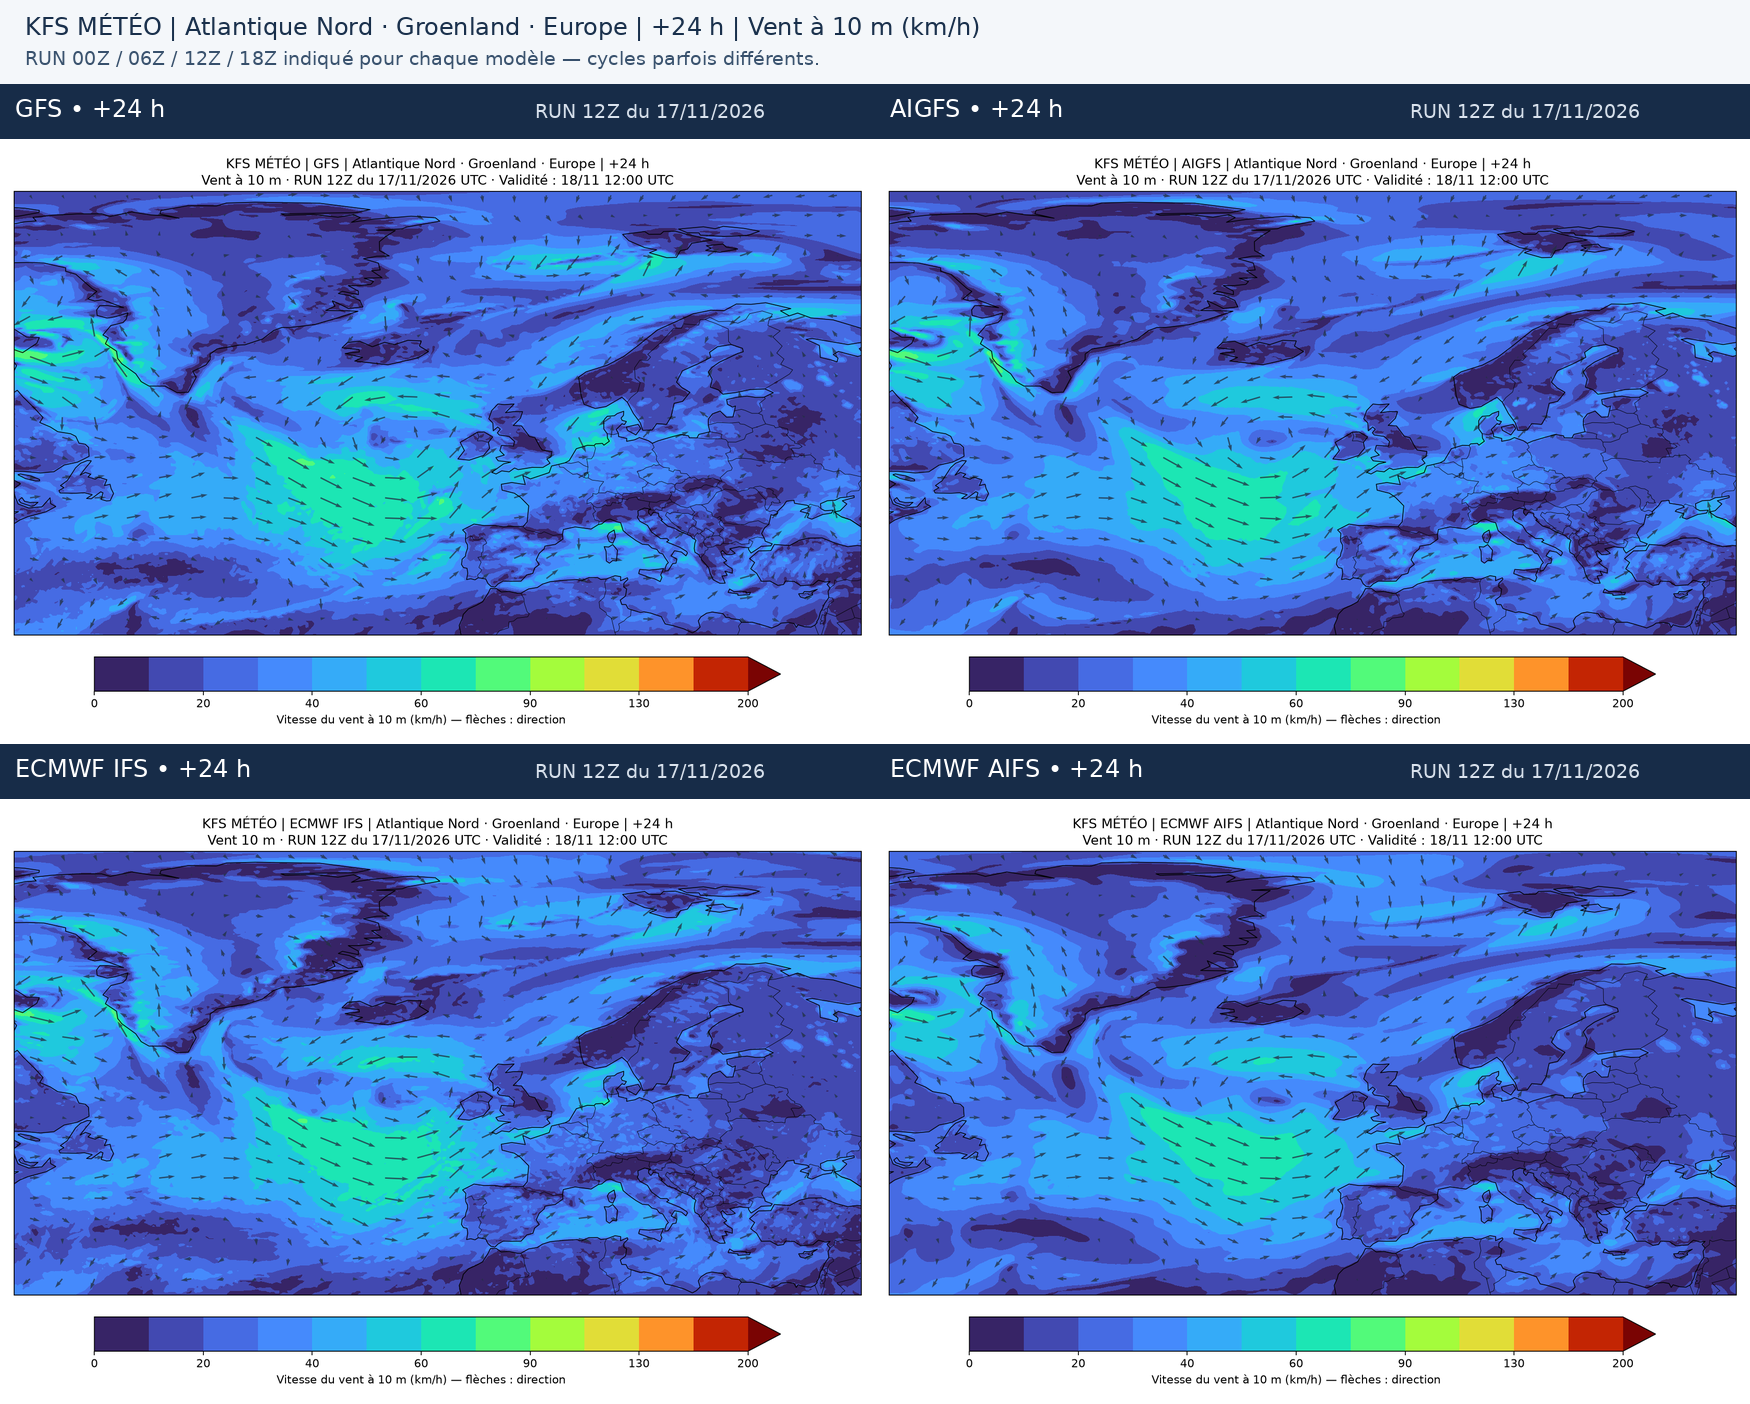 KFS MÉTÉO | Atlantique Nord · Groenland · Europe | +24 h | Vent à 10 m (km/h)
RUN 00Z / 06Z / 12Z / 18Z indiqué pour chaque modèle — cycles parfois différents.
GFS • +24 h
RUN 12Z du 17/11/2026
KFS MÉTÉO | GFS | Atlantique Nord · Groenland · Europe | +24 h
Vent à 10 m · RUN 12Z du 17/11/2026 UTC · Validité : 18/11 12:00 UTC
0 20 40 60 90 130 200
Vitesse du vent à 10 m (km/h) — flèches : direction
AIGFS • +24 h
RUN 12Z du 17/11/2026
KFS MÉTÉO | AIGFS | Atlantique Nord · Groenland · Europe | +24 h
Vent à 10 m · RUN 12Z du 17/11/2026 UTC · Validité : 18/11 12:00 UTC
0 20 40 60 90 130 200
Vitesse du vent à 10 m (km/h) — flèches : direction
ECMWF IFS • +24 h
RUN 12Z du 17/11/2026
KFS MÉTÉO | ECMWF IFS | Atlantique Nord · Groenland · Europe | +24 h
Vent 10 m · RUN 12Z du 17/11/2026 UTC · Validité : 18/11 12:00 UTC
0 20 40 60 90 130 200
Vitesse du vent à 10 m (km/h) — flèches : direction
ECMWF AIFS • +24 h
RUN 12Z du 17/11/2026
KFS MÉTÉO | ECMWF AIFS | Atlantique Nord · Groenland · Europe | +24 h
Vent 10 m · RUN 12Z du 17/11/2026 UTC · Validité : 18/11 12:00 UTC
0 20 40 60 90 130 200
Vitesse du vent à 10 m (km/h) — flèches : direction